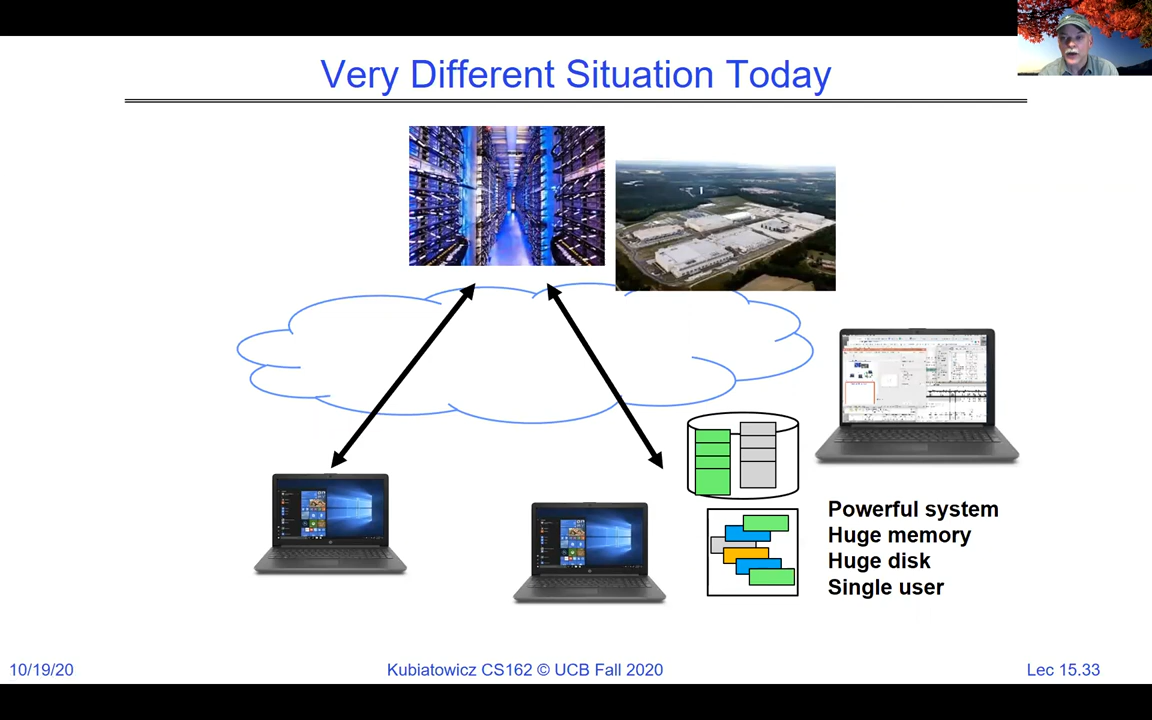 Very Different Situation Today
Powerful system
Huge memory
Huge disk
Single user
10/19/20
Kubiatowicz CS162 © UCB Fall 2020
Lec 15.33